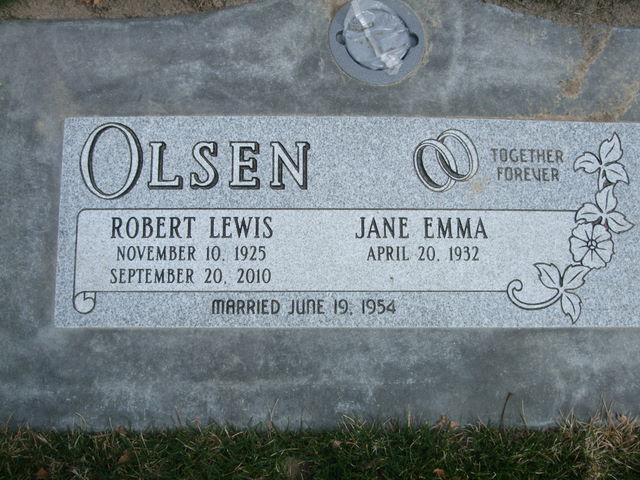 OLSEN
TOGETHER
FOREVER
ROBERT LEWIS
NOVEMBER 10, 1925
SEPTEMBER 20, 2010
JANE EMMA
APRIL 20, 1932
MARRIED JUNE 19, 1954